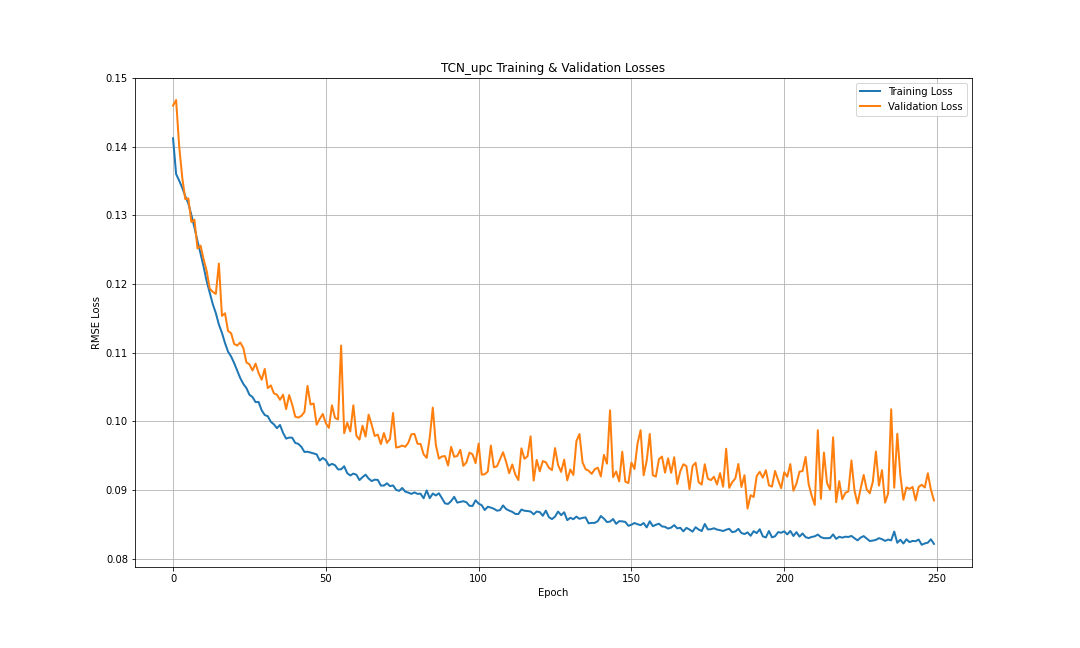 TCN_upc Training & Validation Losses
0.15
Training Loss
Validation Loss
0.14
0.13
0.12
0.11
0.10
0.09
0.08
RMSE Loss
0 50 100 150 200 250
Epoch